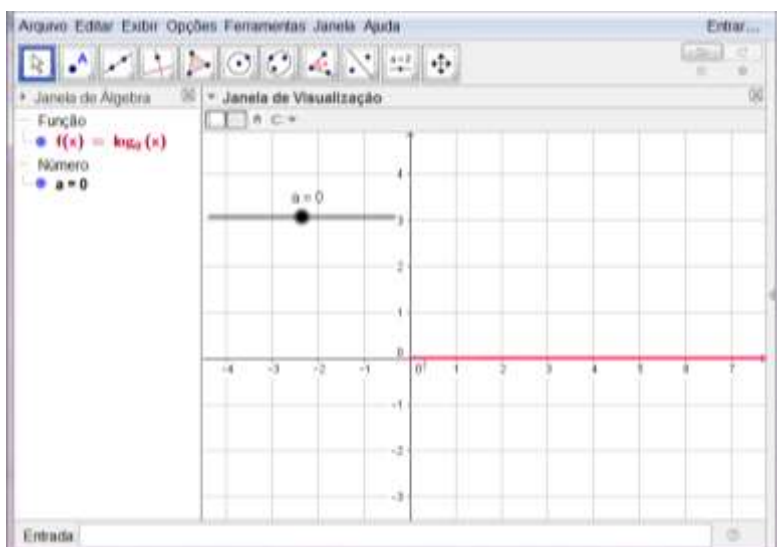 Arquivo Editar Exibir Opções Ferramentas Janela Ajuda Entrar...
a=2
Janela de Álgebra
Janela de Visualização
Função
f(x) = log₀(x)
Número
a = 0
a = 0
4
3
2
1
0
-4 -3 -2 -1 0 1 2 3 4 5 6 7
-1
-2
-3
Entrada